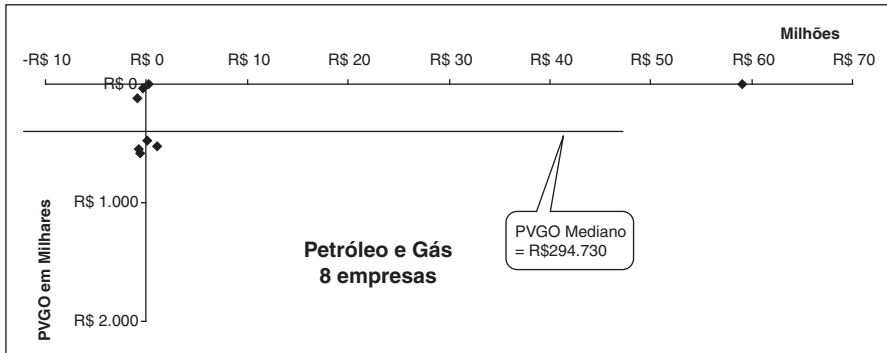 Milhões
-R$ 10 R$ 0 R$ 10 R$ 20 R$ 30 R$ 40 R$ 50 R$ 60 R$ 70
R$ 0
R$ 1.000
R$ 2.000
PVGO em Milhares
PVGO Mediano
= R$294.730
Petróleo e Gás
8 empresas